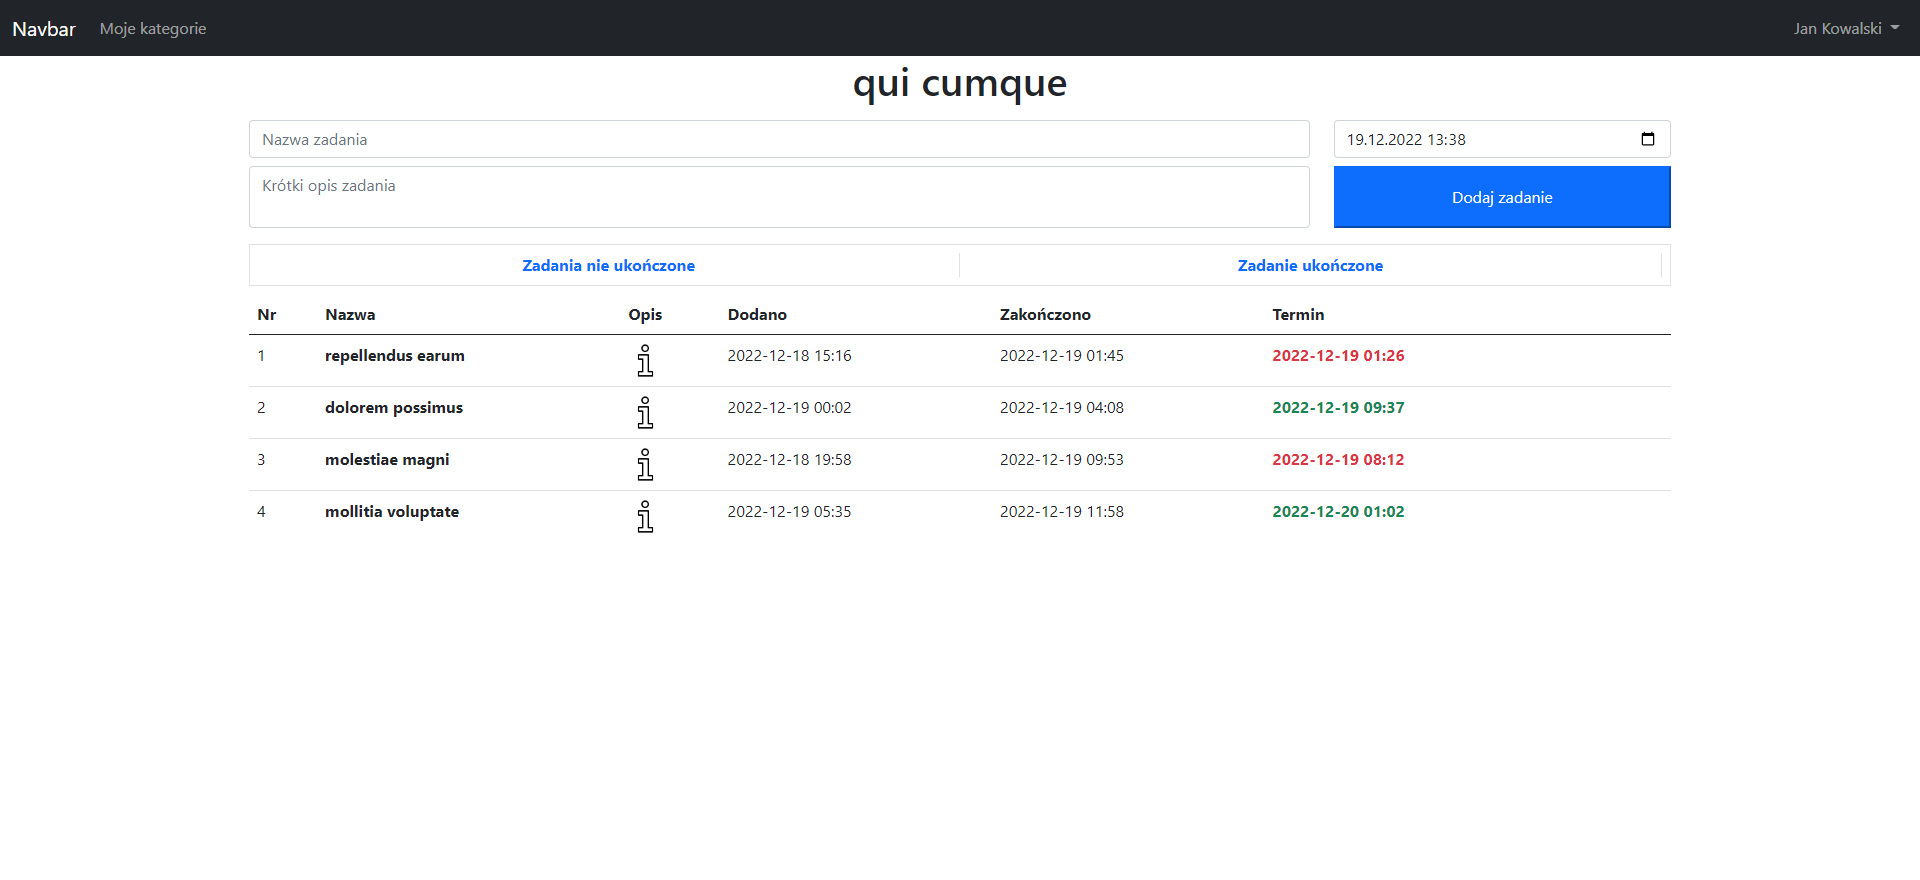 Navbar Moje kategorie Jan Kowalski
qui cumque
Nazwa zadania 19.12.2022 13:38
Krótki opis zadania Dodaj zadanie
Zadania nie ukończone Zadanie ukończone
Nr Nazwa Opis Dodano Zakończono Termin
1 repellendus earum 2022-12-18 15:16 2022-12-19 01:45 2022-12-19 01:26
2 dolorem possimus 2022-12-19 00:02 2022-12-19 04:08 2022-12-19 09:37
3 molestiae magni 2022-12-18 19:58 2022-12-19 09:53 2022-12-19 08:12
4 mollitia voluptate 2022-12-19 05:35 2022-12-19 11:58 2022-12-20 01:02